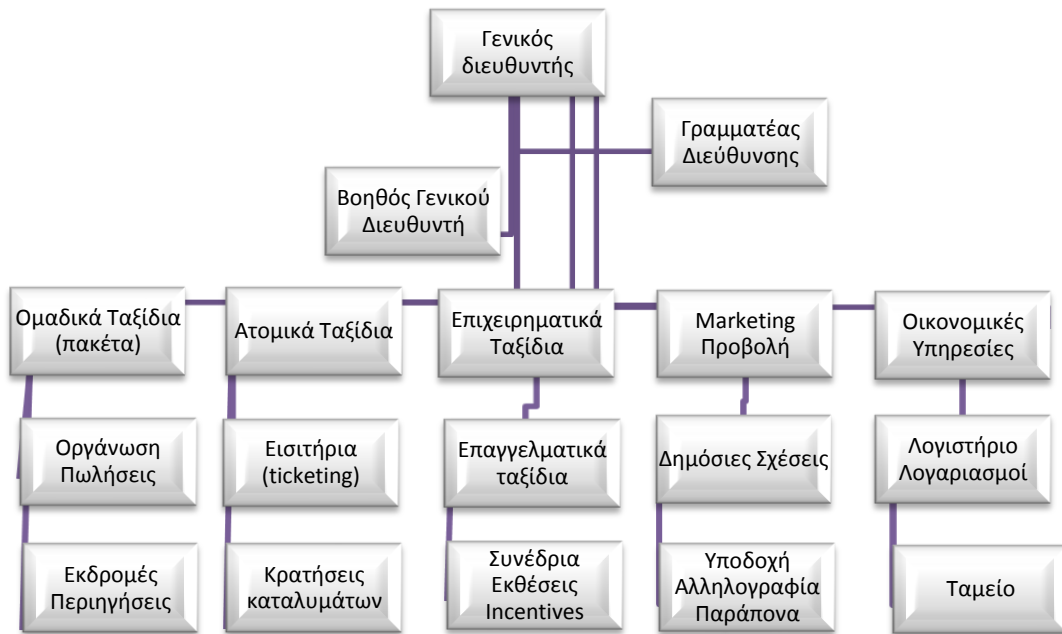 Γενικός
διευθυντής
Γραμματέας
Διεύθυνσης
Βοηθός Γενικού
Διευθυντή
Ομαδικά Ταξίδια
(πακέτα)
Ατομικά Ταξίδια
Επιχειρηματικά
Ταξίδια
Marketing
Προβολή
Οικονομικές
Υπηρεσίες
Οργάνωση
Πωλήσεις
Εισιτήρια
(ticketing)
Επαγγελματικά
ταξίδια
Δημόσιες Σχέσεις
Λογιστήριο
Λογαριασμοί
Εκδρομές
Περιηγήσεις
Κρατήσεις
καταλυμάτων
Συνέδρια
Εκθέσεις
Incentives
Υποδοχή
Αλληλογραφία
Παράπονα
Ταμείο